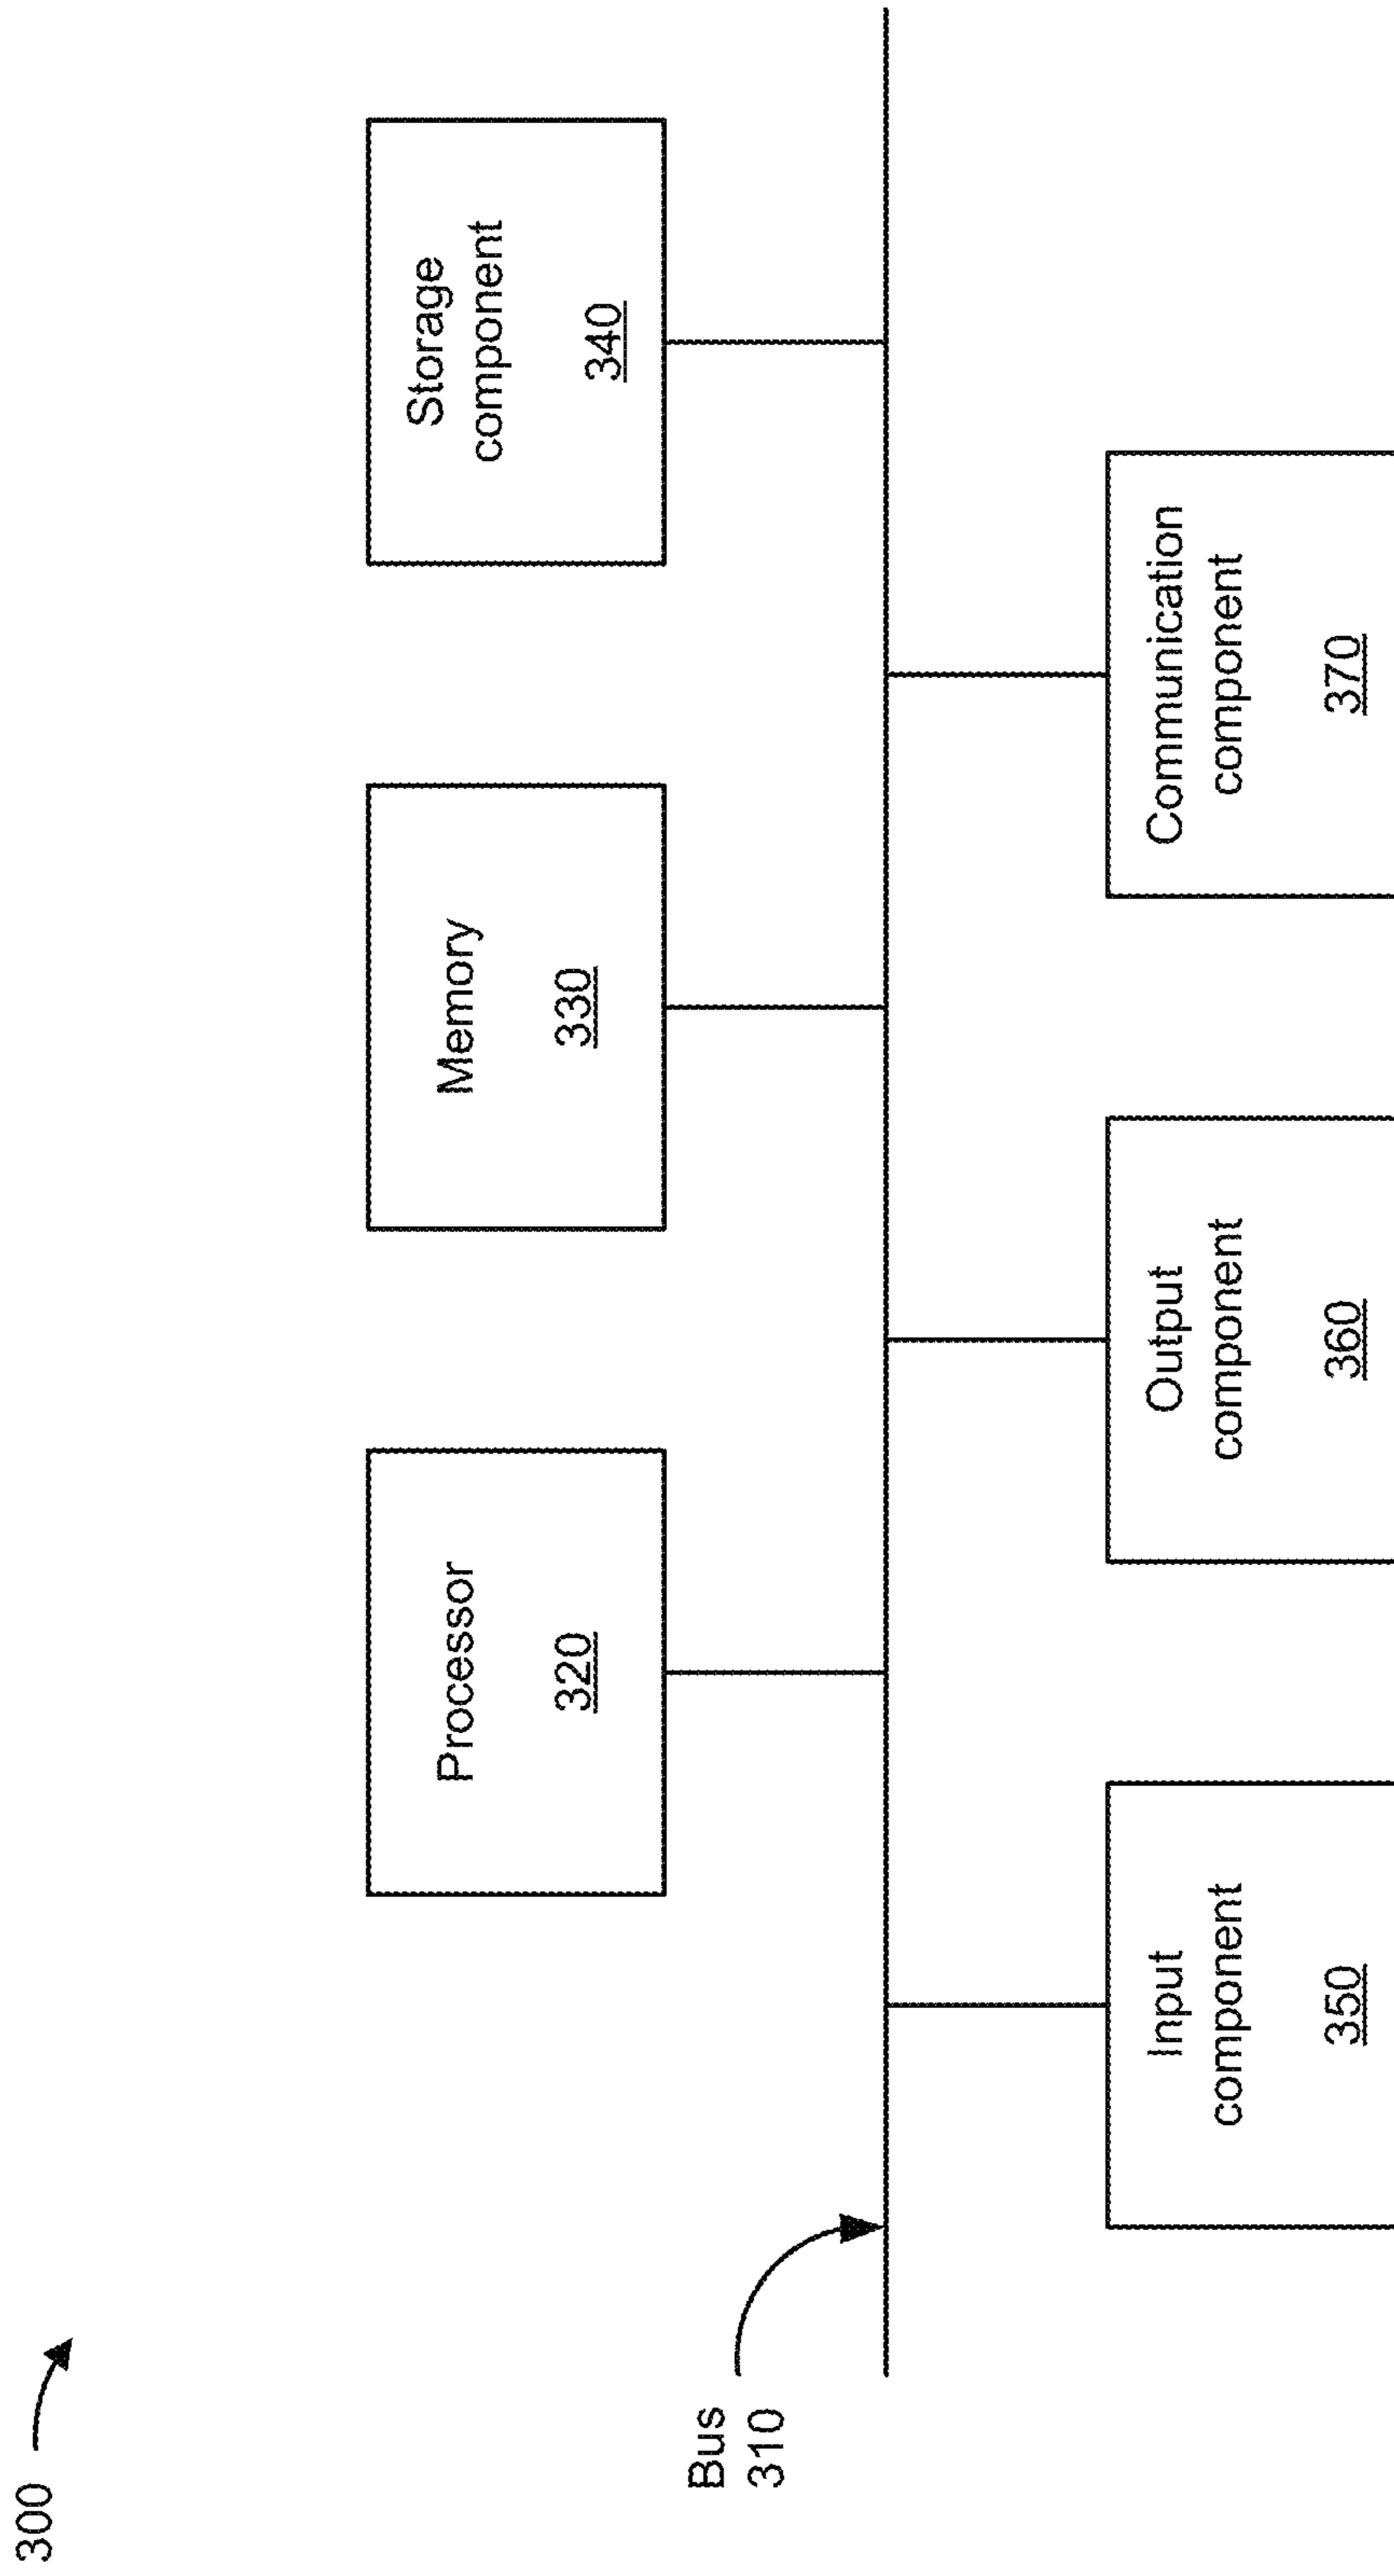 300
Processor
320
Memory
330
Storage
component
340
Bus
310
Input
component
350
Output
component
360
Communication
component
370